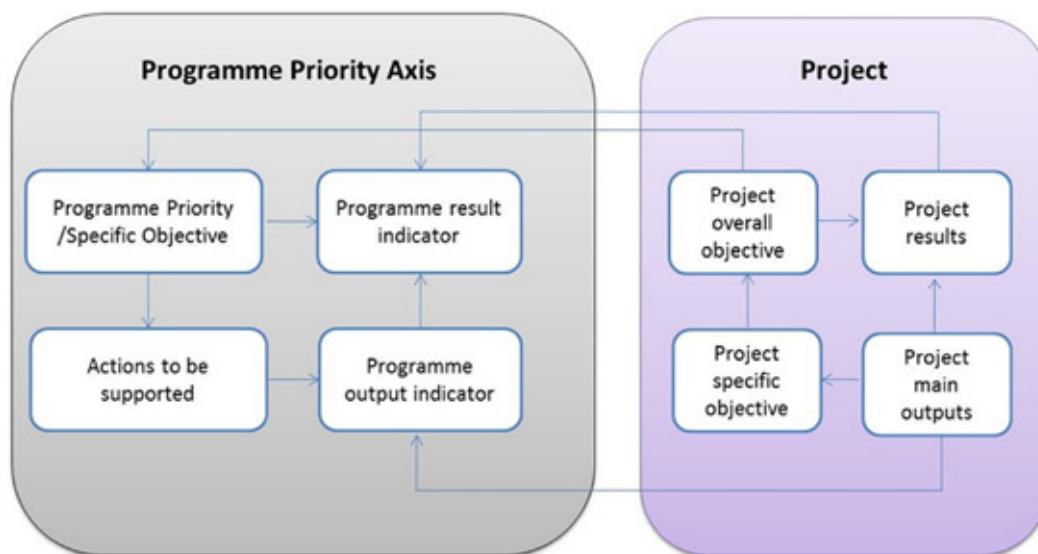 Programme Priority Axis
Project
Programme Priority
/Specific Objective
Programme result
indicator
Project
overall
objective
Project
results
Actions to be
supported
Programme
output indicator
Project
specific
objective
Project
main
outputs